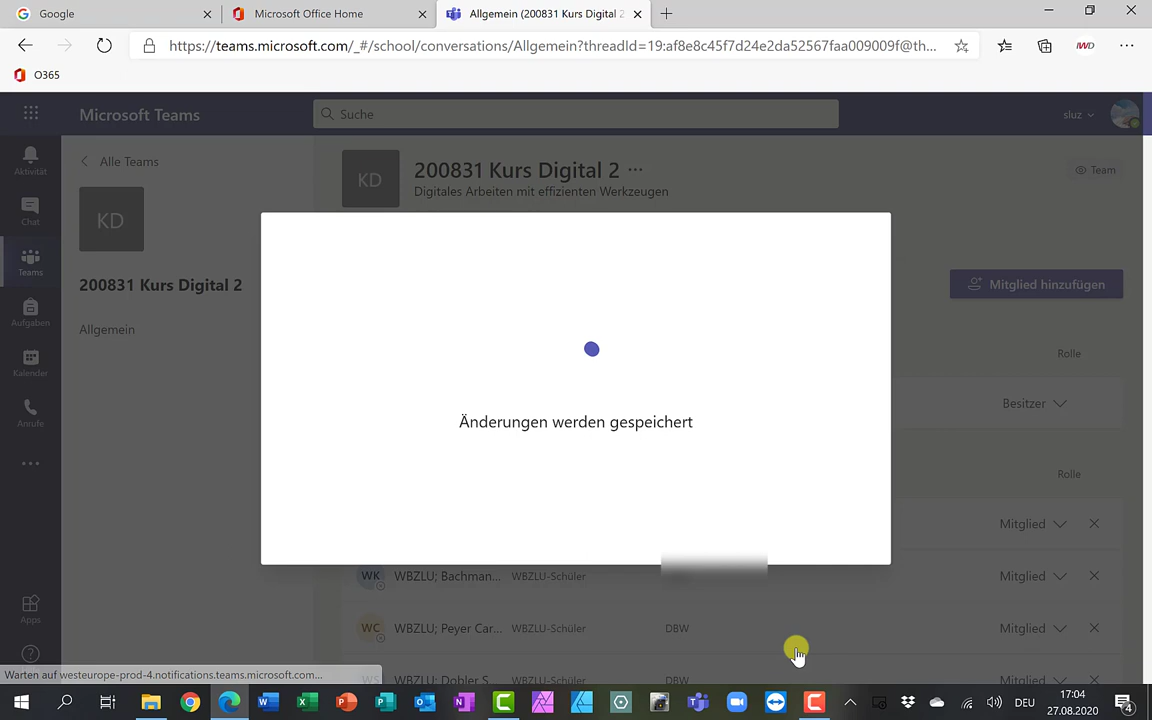 Google
Microsoft Office Home
Allgemein (200831 Kurs Digital 2
https://teams.microsoft.com/_#/school/conversations/Allgemein?threadId=19:af8e8c45f7d24e2da52567faa009009f@th...
IWD
O365
Microsoft Teams
Suche
sluz
Aktivität
Alle Teams
KD
KD
200831 Kurs Digital 2
Digitales Arbeiten mit effizienten Werkzeugen
Team
Chat
Teams
200831 Kurs Digital 2
Mitglied hinzufügen
Aufgaben
Allgemein
Rolle
Kalender
Besitzer
Anrufe
Änderungen werden gespeichert
Rolle
Mitglied
WK
WBZLU; Bachman...
WBZLU-Schüler
Mitglied
Apps
WC
WBZLU; Peyer Car...
WBZLU-Schüler
DBW
Mitglied
WS
WBZLU; Dobler S...
WBZLU-Schüler
DBW
Mitglied
Warten auf westeurope-prod-4.notifications.teams.microsoft.com...
DEU
17:04
27.08.2020
4